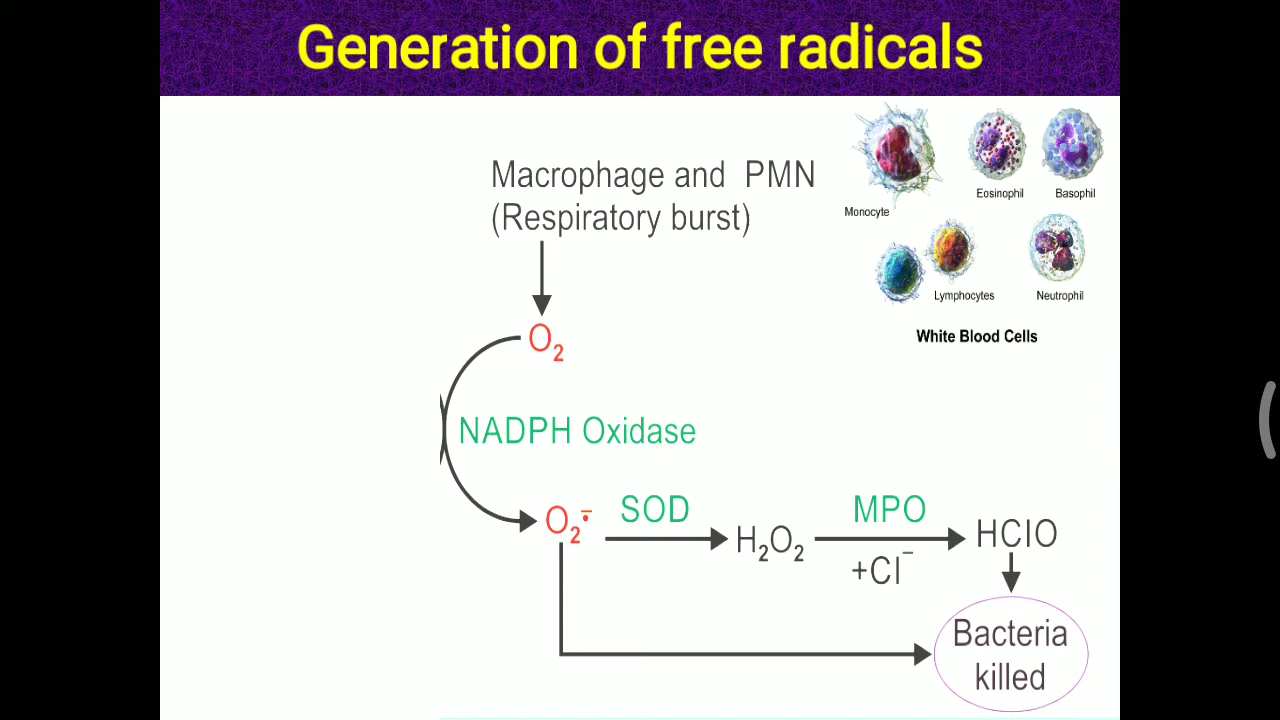 Generation of free radicals
Macrophage and PMN
(Respiratory burst)
Monocyte
Eosinophil
Basophil
Lymphocytes
Neutrophil
White Blood Cells
O₂
NADPH Oxidase
O₂•̄
SOD
H₂O₂
MPO
+Cl⁻
HClO
Bacteria
killed